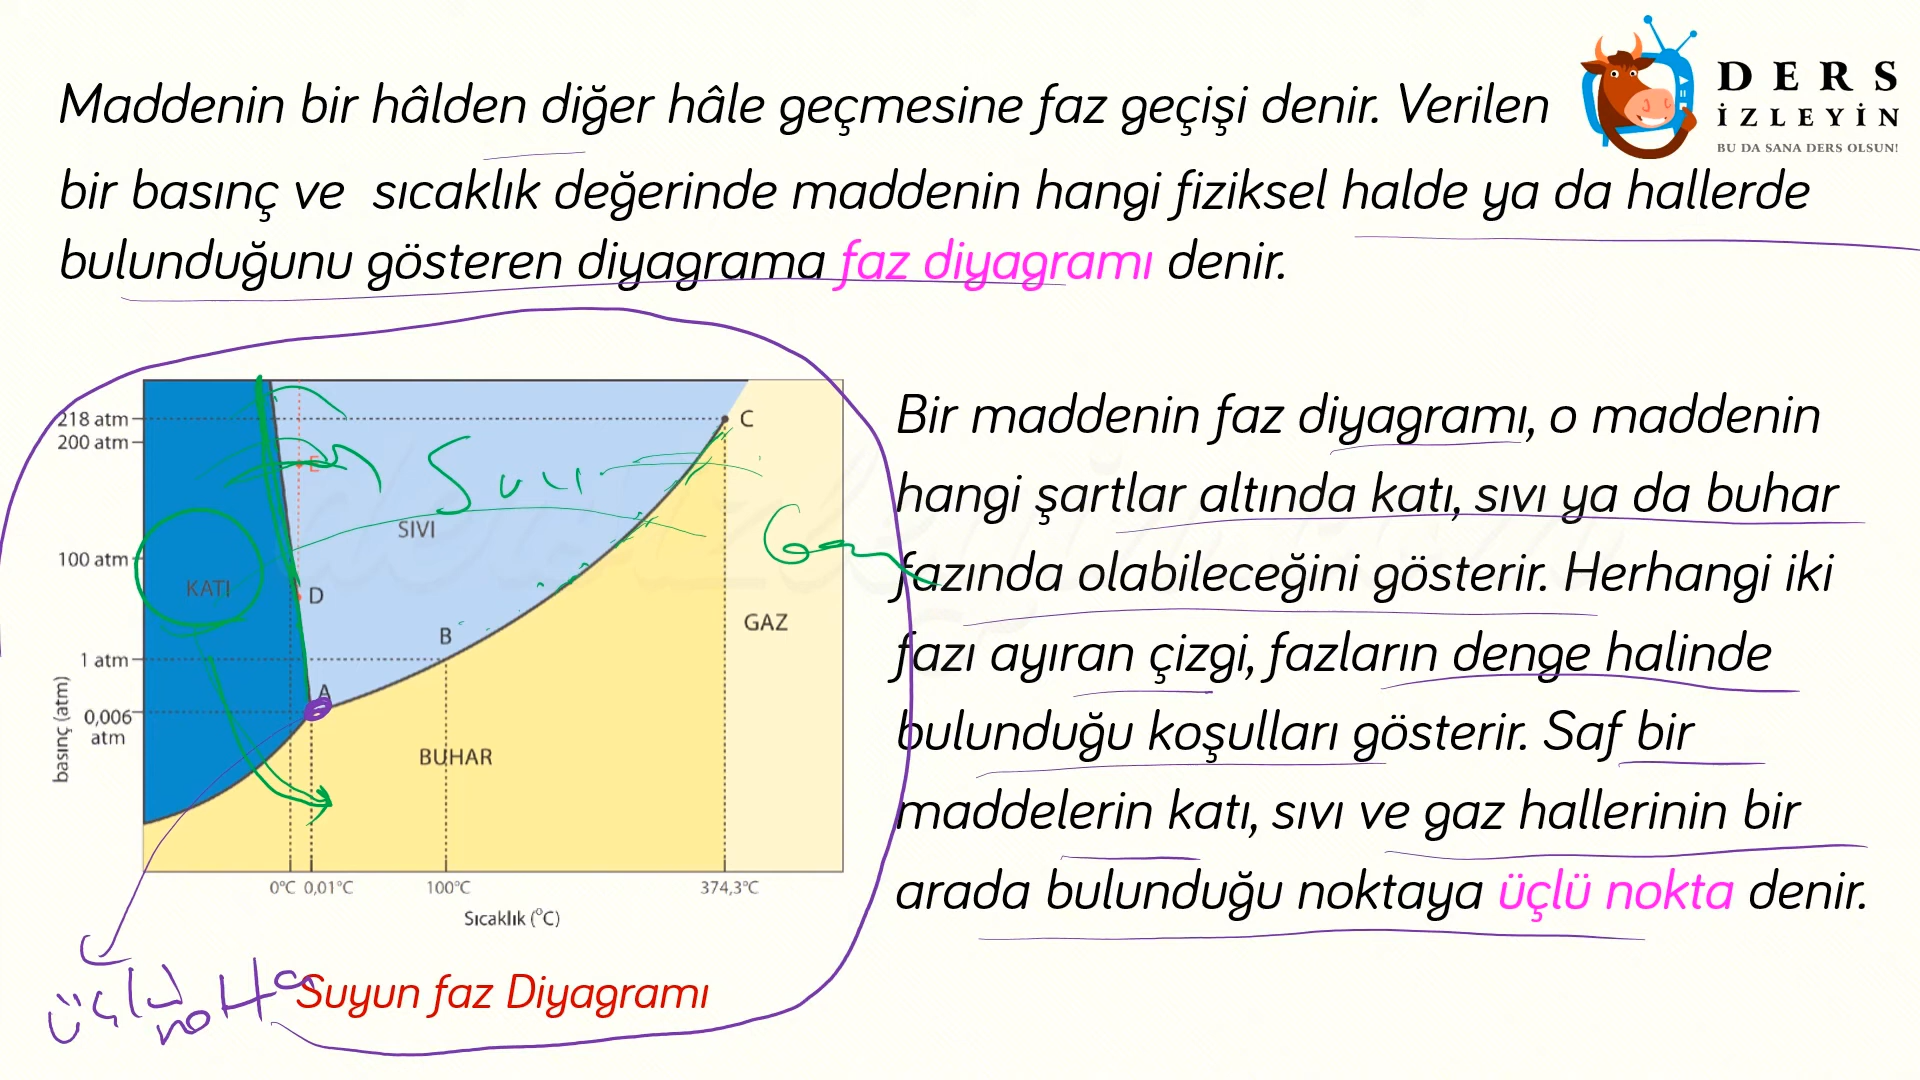 DERS
İZLEYİN
BU DA SANA DERS OLSUN!
Maddenin bir hâlden diğer hâle geçmesine faz geçişi denir. Verilen
bir basınç ve sıcaklık değerinde maddenin hangi fiziksel halde ya da hallerde
bulunduğunu gösteren diyagrama faz diyagramı denir.
218 atm
200 atm
100 atm
1 atm
0,006
atm
basınç (atm)
C
E
Sıvı
SIVI
KATI
D
B
GAZ
A
BUHAR
0°C 0,01°C 100°C 374,3°C
Sıcaklık (°C)
üçlü
nokta
Suyun faz Diyagramı
Bir maddenin faz diyagramı, o maddenin
hangi şartlar altında katı, sıvı ya da buhar
fazında olabileceğini gösterir. Herhangi iki
fazı ayıran çizgi, fazların denge halinde
bulunduğu koşulları gösterir. Saf bir
maddelerin katı, sıvı ve gaz hallerinin bir
arada bulunduğu noktaya üçlü nokta denir.